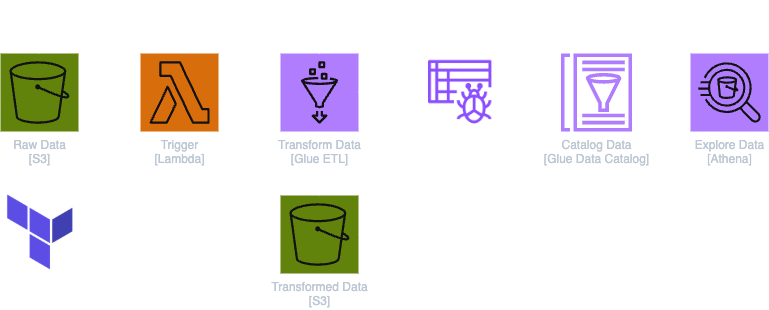 Raw Data
[S3]
Trigger
[Lambda]
Transform Data
[Glue ETL]
Catalog Data
[Glue Data Catalog]
Explore Data
[Athena]
Transformed Data
[S3]